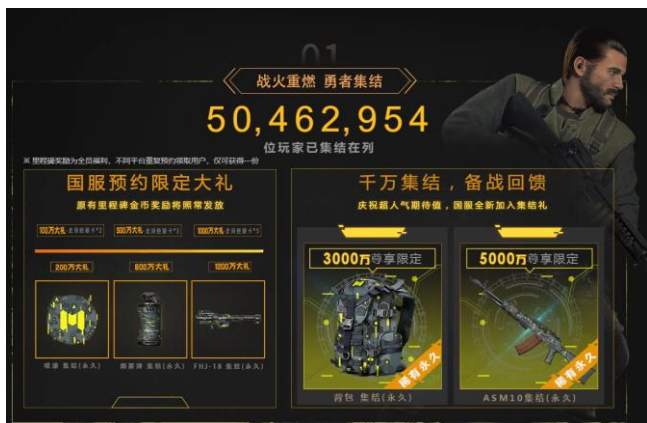 01
战火重燃 勇者集结
50,462,954
位玩家已集结在列
※ 里程碑奖励为全员福利，不同平台重复预约领取用户，仅可获得一份
国服预约限定大礼
原有里程碑金币奖励将照常发放
100万大礼
500万大礼
1000万大礼
200万大礼
800万大礼
1200万大礼
喷漆 集结(永久)
烟雾弹 集结(永久)
FHJ-18 集结(永久)
千万集结，备战回馈
庆祝超人气期待值，国服全新加入集结礼
3000万尊享限定
5000万尊享限定
稀有永久
稀有永久
背包 集结(永久)
ASM10集结(永久)